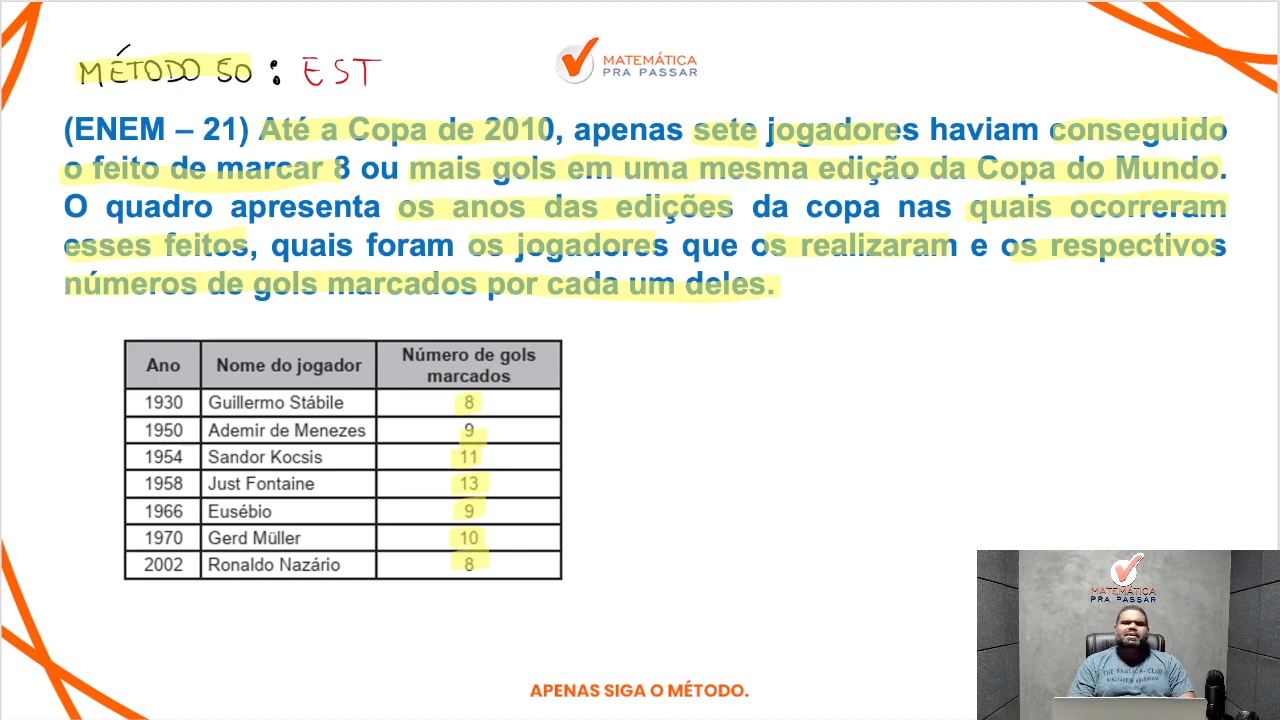 MÉTODO 50 : EST
MATEMÁTICA
PRA PASSAR
(ENEM – 21) Até a Copa de 2010, apenas sete jogadores haviam conseguido
o feito de marcar 8 ou mais gols em uma mesma edição da Copa do Mundo.
O quadro apresenta os anos das edições da copa nas quais ocorreram
esses feitos, quais foram os jogadores que os realizaram e os respectivos
números de gols marcados por cada um deles.
Ano Nome do jogador Número de gols
marcados
1930 Guillermo Stábile 8
1950 Ademir de Menezes 9
1954 Sandor Kocsis 11
1958 Just Fontaine 13
1966 Eusébio 9
1970 Gerd Müller 10
2002 Ronaldo Nazário 8
MATEMÁTICA
PRA PASSAR
APENAS SIGA O MÉTODO.